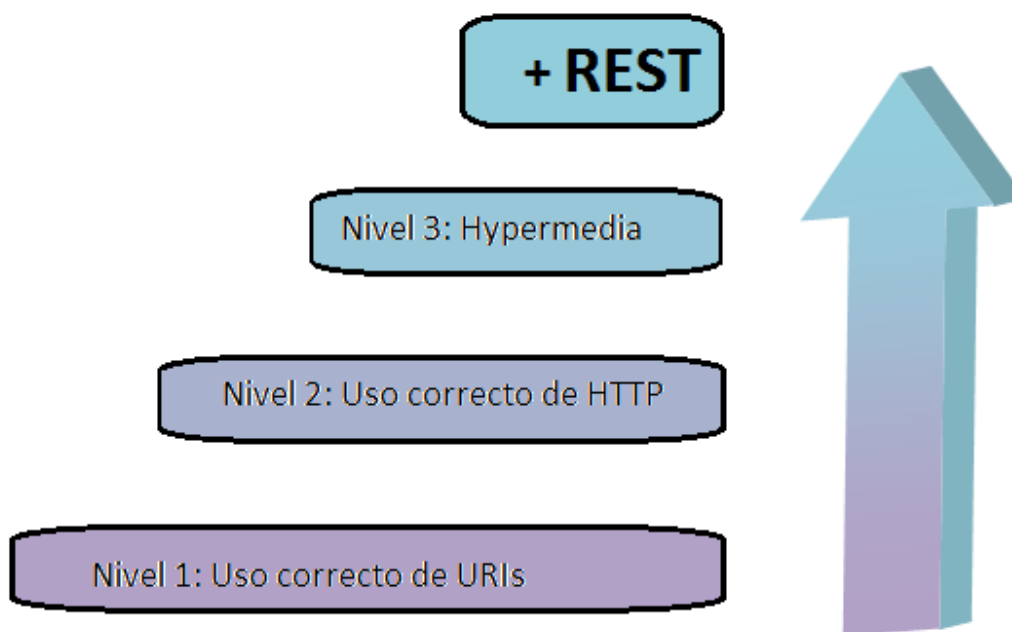 + REST
Nivel 3: Hypermedia
Nivel 2: Uso correcto de HTTP
Nivel 1: Uso correcto de URIs